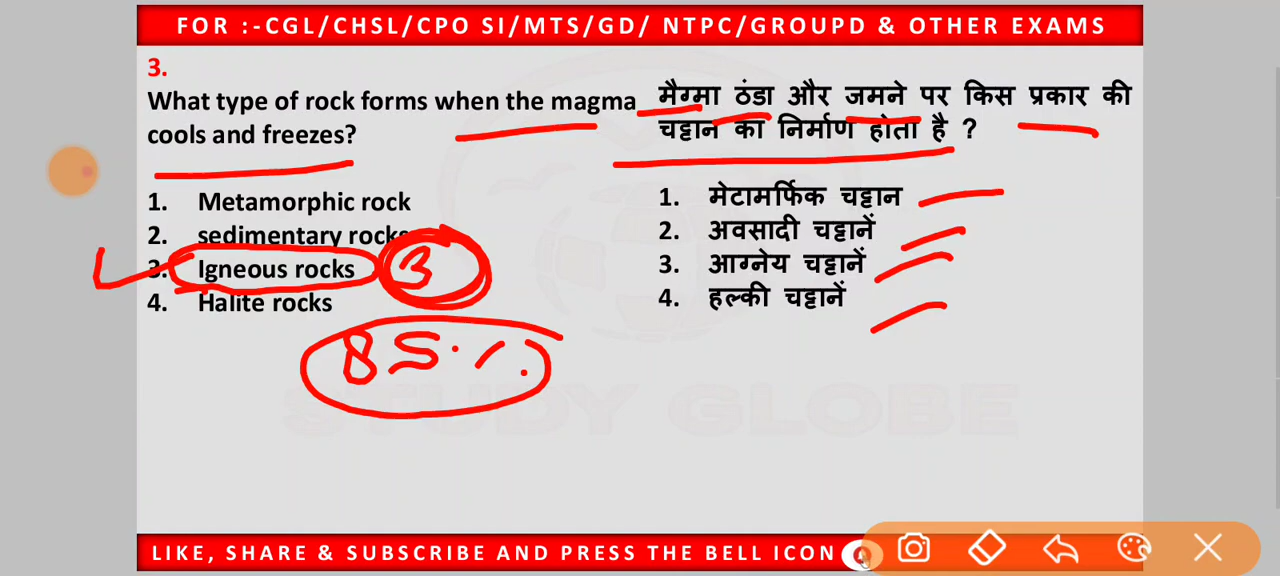 FOR :-CGL/CHSL/CPO SI/MTS/GD/ NTPC/GROUPD & OTHER EXAMS
3.
What type of rock forms when the magma
cools and freezes?
1. Metamorphic rock
2. sedimentary rocks
3. Igneous rocks
4. Halite rocks
3
85%
मैग्मा ठंडा और जमने पर किस प्रकार की
चट्टान का निर्माण होता है ?
1. मेटामर्फिक चट्टान
2. अवसादी चट्टानें
3. आग्नेय चट्टानें
4. हल्की चट्टानें
STUDY GLOBE
LIKE, SHARE & SUBSCRIBE AND PRESS THE BELL ICON